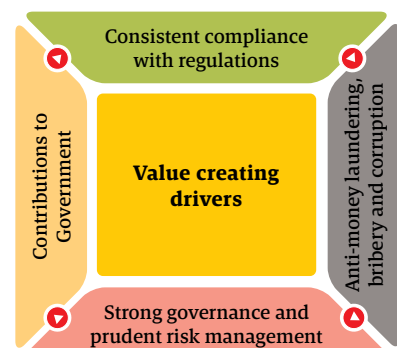 Consistent compliance
with regulations
Contributions to
Government
Value creating
drivers
Anti-money laundering,
bribery and corruption
Strong governance and
prudent risk management